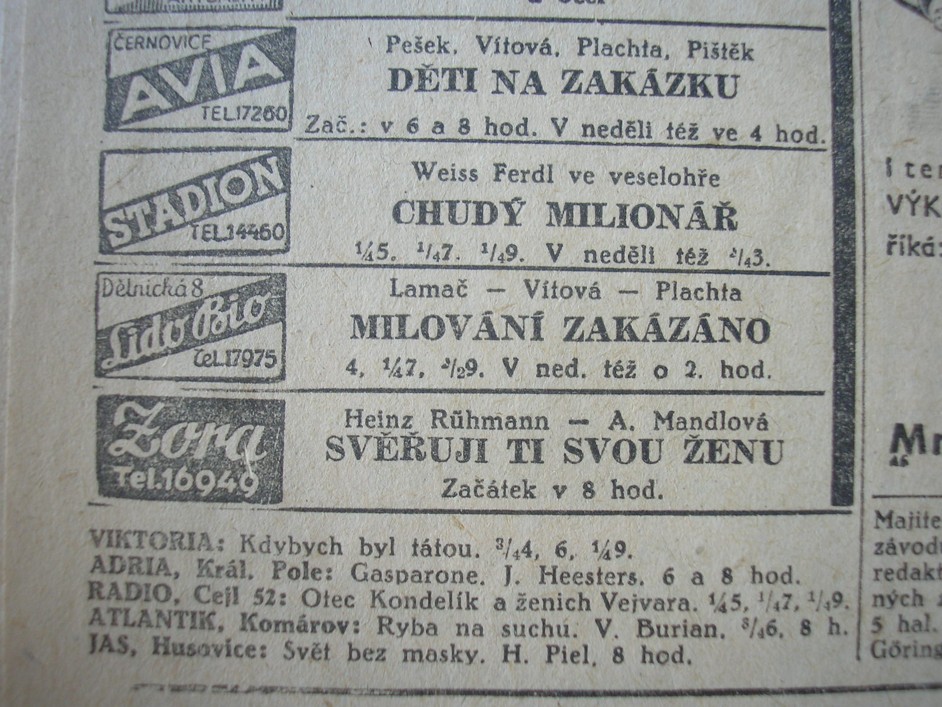 ČERNOVICE
AVIA
TEL.17260
Pešek, Vítová, Plachta, Pištěk
DĚTI NA ZAKÁZKU
Zač.: v 6 a 8 hod. V neděli též ve 4 hod.
STADION
TEL.14460
Weiss Ferdl ve veselohře
CHUDÝ MILIONÁŘ
¼5, ¼7, ¼9. V neděli též ¾3.
Dělnická 8
Lido Bio
Tel.17975
Lamač — Vítová — Plachta
MILOVÁNÍ ZAKÁZÁNO
4, ¼7, ½9. V ned. též o 2. hod.
Zora
Tel.16949
Heinz Rühmann — A. Mandlová
SVĚŘUJI TI SVOU ŽENU
Začátek v 8 hod.
VIKTORIA: Kdybych byl tátou. ¾4, 6, ¼9.
ADRIA, Král. Pole: Gasparone. J. Heesters. 6 a 8 hod.
RADIO, Cejl 52: Otec Kondelík a ženich Vejvara. ¼5, ¼7, ¼9.
ATLANTIK, Komárov: Ryba na suchu. V. Burian. ¾6, 8 h.
JAS, Husovice: Svět bez masky. H. Piel, 8 hod.
VÝK
říká:
Majite
závodu
redakt
ných
5 hal.
Göring